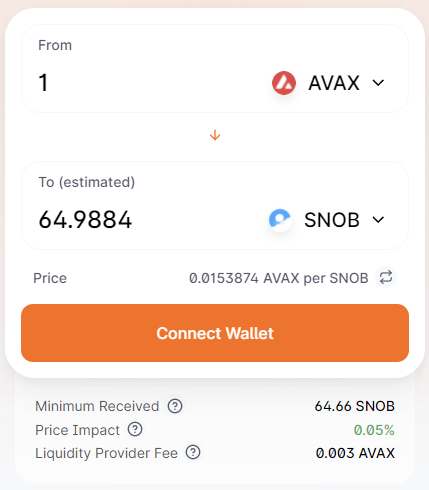 From
1 AVAX
To (estimated)
64.9884 SNOB
Price 0.0153874 AVAX per SNOB
Connect Wallet
Minimum Received ? 64.66 SNOB
Price Impact ? 0.05%
Liquidity Provider Fee ? 0.003 AVAX